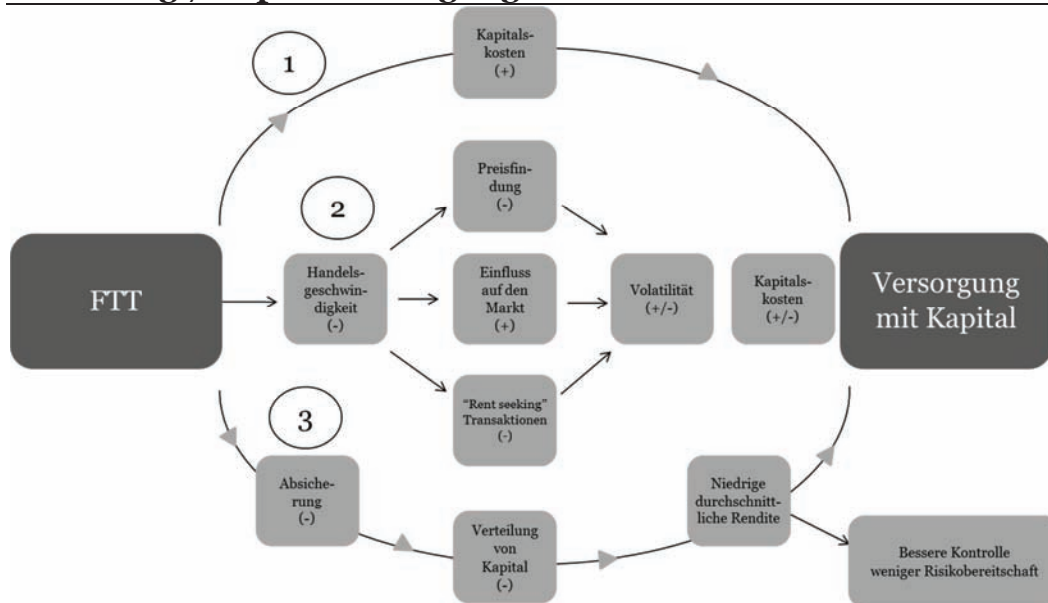 1
Kapitals-
kosten
(+)
Preisfin-
dung
(-)
2
FTT
Handels-
geschwin-
digkeit
(-)
Einfluss
auf den
Markt
(+)
Volatilität
(+/-)
Kapitals-
kosten
(+/-)
Versorgung
mit Kapital
"Rent seeking"
Transaktionen
(-)
3
Absiche-
rung
(-)
Verteilung
von
Kapital
(-)
Niedrige
durchschnitt-
liche Rendite
Bessere Kontrolle
weniger Risikobereitschaft